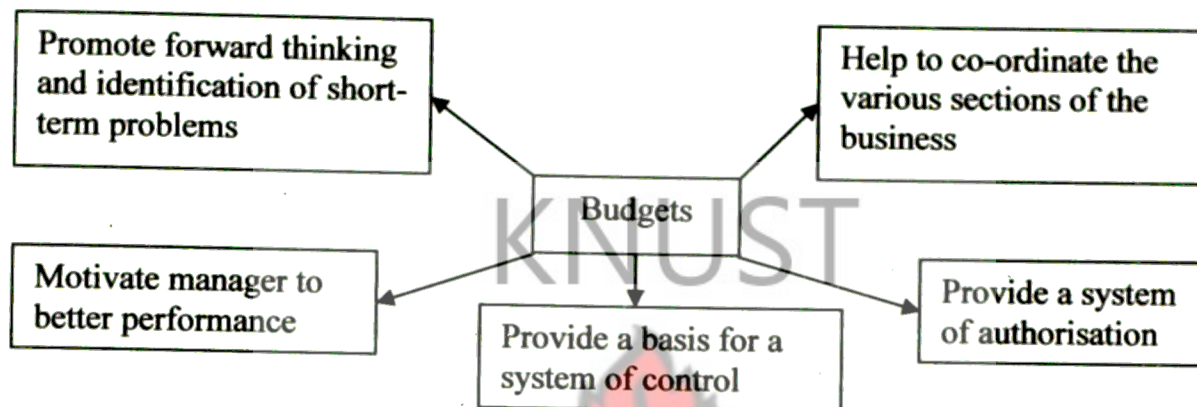 Promote forward thinking
and identification of short-
term problems
Help to co-ordinate the
various sections of the
business
Budgets
KNUST
Motivate manager to
better performance
Provide a basis for a
system of control
Provide a system
of authorisation